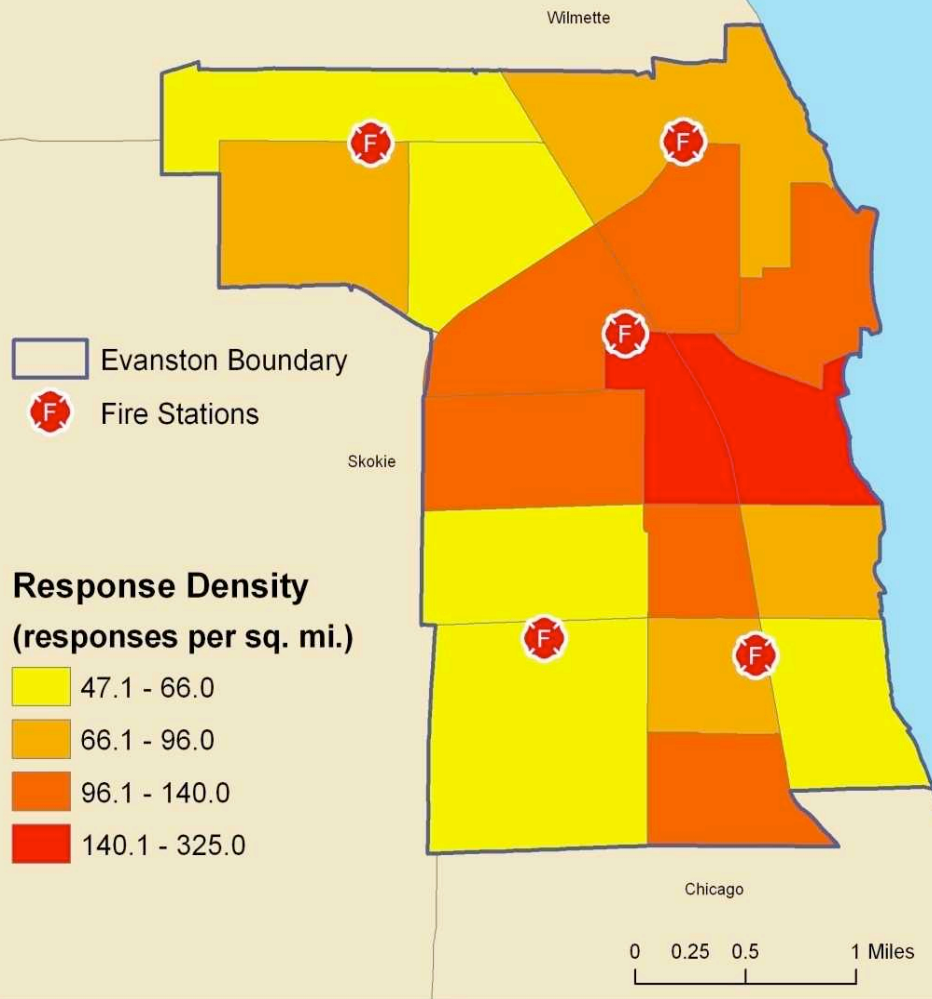 Wilmette
F
F
F
Evanston Boundary
F Fire Stations
Skokie
Response Density
(responses per sq. mi.)
47.1 - 66.0
66.1 - 96.0
96.1 - 140.0
140.1 - 325.0
F
F
Chicago
0 0.25 0.5 1 Miles